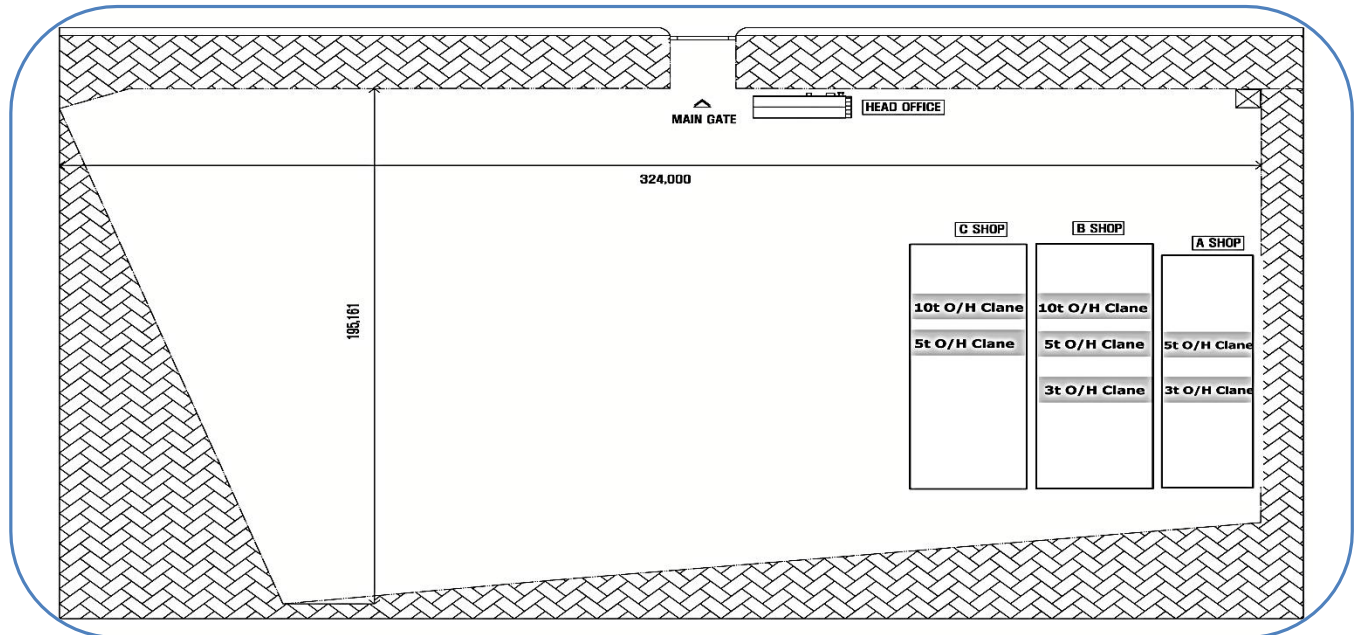 MAIN GATE
HEAD OFFICE
324,000
195,161
C SHOP
B SHOP
A SHOP
10t O/H Clane
5t O/H Clane
10t O/H Clane
5t O/H Clane
3t O/H Clane
5t O/H Clane
3t O/H Clane